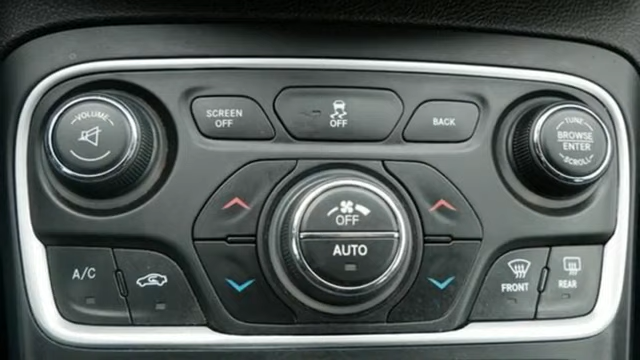 VOLUME
SCREEN
OFF
OFF
BACK
TUNE
BROWSE
ENTER
SCROLL
OFF
AUTO
A/C
FRONT
REAR